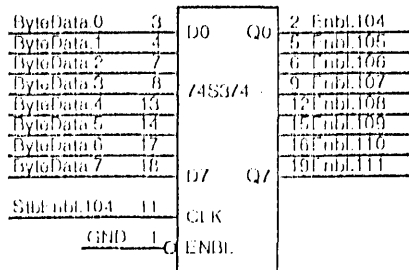 ByteData.0 3 D0 Q0 2 Enbl.104
ByteData.1 4 5 Enbl.105
ByteData.2 7 6 Enbl.106
ByteData.3 8 74S374 9 Enbl.107
ByteData.4 13 12 Enbl.108
ByteData.5 14 15 Enbl.109
ByteData.6 17 16 Enbl.110
ByteData.7 18 D7 Q7 19 Enbl.111
StbEnbl.104 11 CLK
GND 1 ENBL